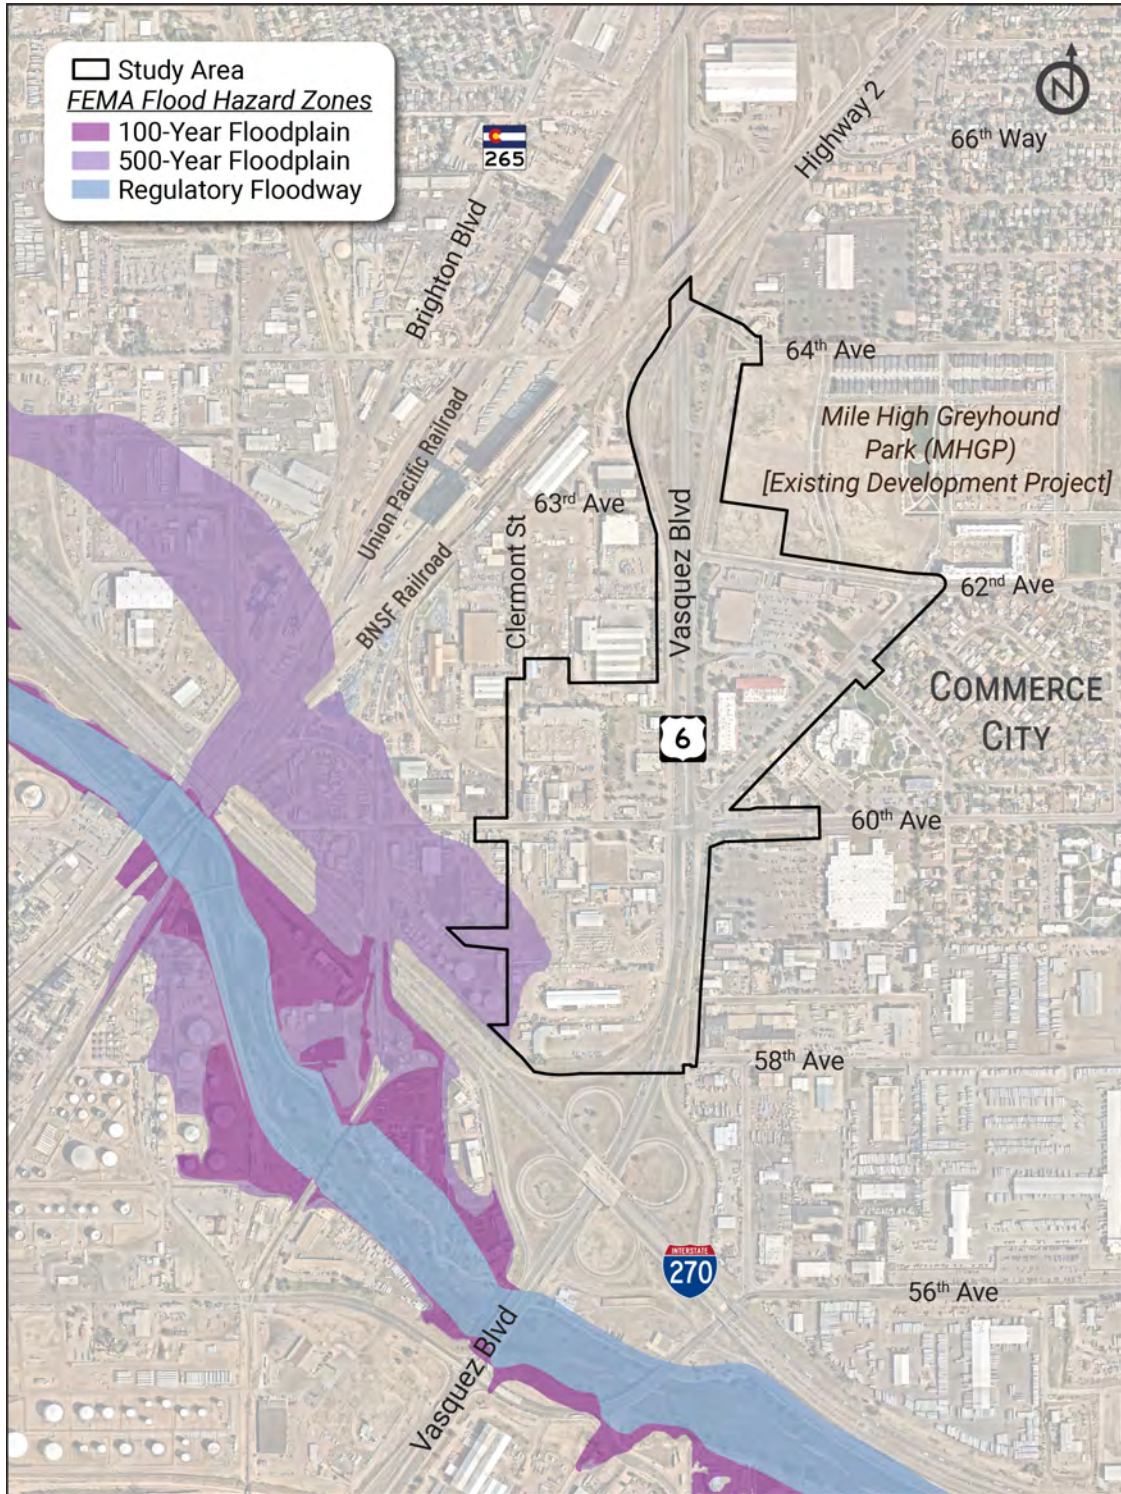 Study Area
FEMA Flood Hazard Zones
100-Year Floodplain
500-Year Floodplain
Regulatory Floodway
265
N
Highway 2
66th Way
Brighton Blvd
64th Ave
Mile High Greyhound
Park (MHGP)
[Existing Development Project]
Union Pacific Railroad
63rd Ave
Vasquez Blvd
Clermont St
BNSF Railroad
62nd Ave
COMMERCE
CITY
6
60th Ave
58th Ave
INTERSTATE
270
56th Ave
Vasquez Blvd